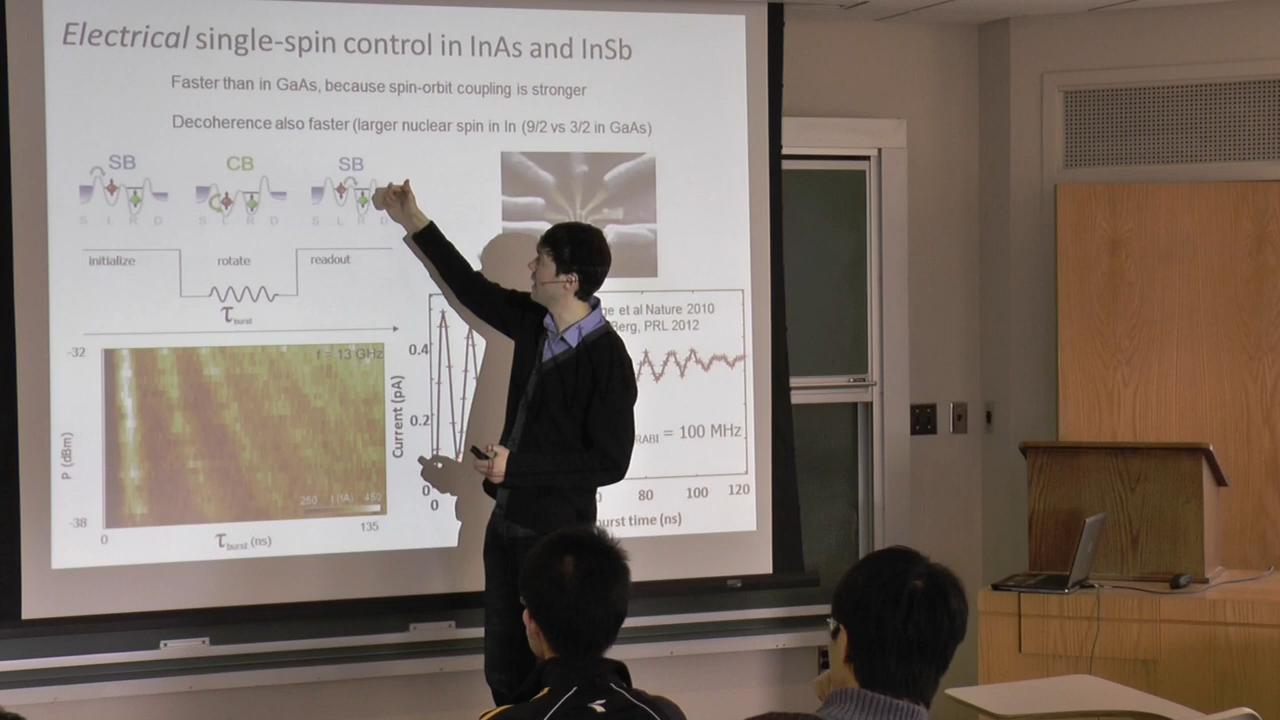 Electrical single-spin control in InAs and InSb
Faster than in GaAs, because spin-orbit coupling is stronger
Decoherence also faster (larger nuclear spin in In (9/2 vs 3/2 in GaAs)
SB CB SB
S L R D S L R D S L R D
initialize rotate readout
τburst
-32
f = 13 GHz
P (dBm)
250 I (fA) 450
-38
0 135
τburst (ns)
et al Nature 2010
Berg, PRL 2012
0.4
Current (pA)
0.2
RABI = 100 MHz
0
0 80 100 120
burst time (ns)